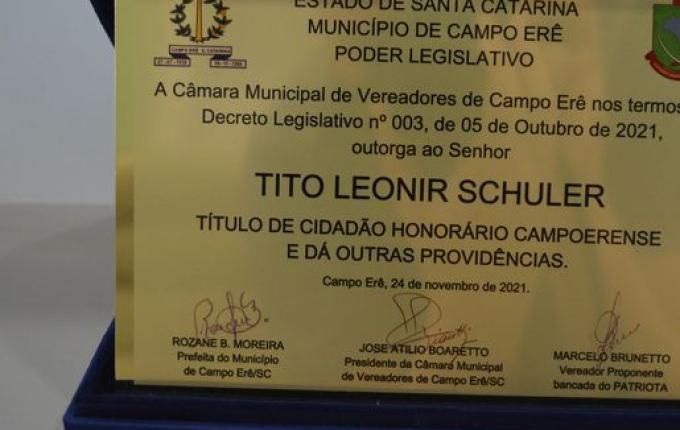 ESTADO DE SANTA CATARINA
MUNICÍPIO DE CAMPO ERÊ
PODER LEGISLATIVO
CAMPO ERÊ S. CATARINA
A Câmara Municipal de Vereadores de Campo Erê nos termos
Decreto Legislativo nº 003, de 05 de Outubro de 2021,
outorga ao Senhor
TITO LEONIR SCHULER
TÍTULO DE CIDADÃO HONORÁRIO CAMPOERENSE
E DÁ OUTRAS PROVIDÊNCIAS.
Campo Erê, 24 de novembro de 2021.
ROZANE B. MOREIRA
Prefeita do Município
de Campo Erê/SC
JOSE ATILIO BOARETTO
Presidente da Câmara Municipal
de Vereadores de Campo Erê/SC
MARCELO BRUNETTO
Vereador Proponente
bancada do PATRIOTA